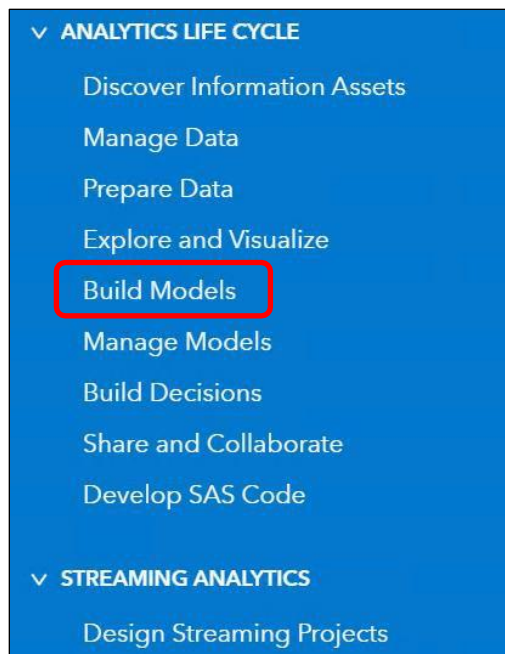 ANALYTICS LIFE CYCLE
Discover Information Assets
Manage Data
Prepare Data
Explore and Visualize
Build Models
Manage Models
Build Decisions
Share and Collaborate
Develop SAS Code
STREAMING ANALYTICS
Design Streaming Projects